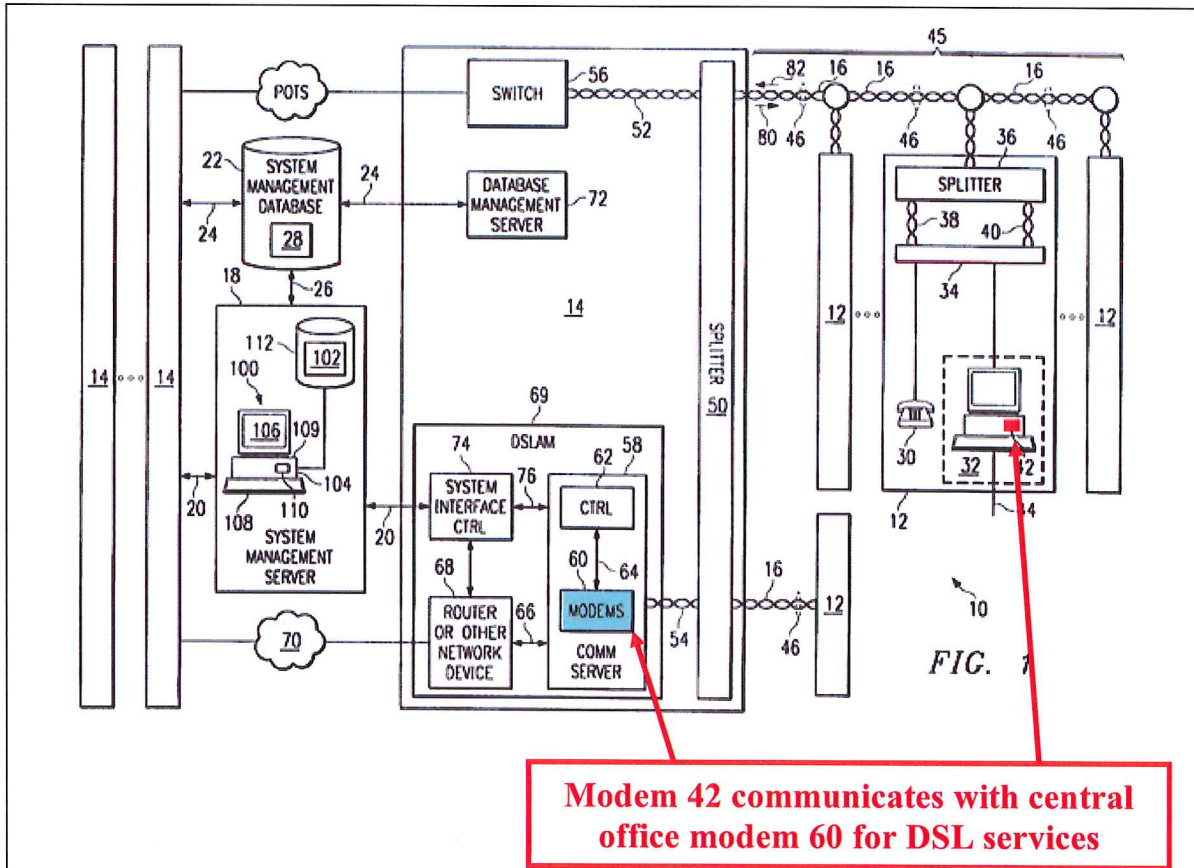 45
POTS
SWITCH
56
52
82
16
16
16
80
46
46
46
22
SYSTEM
MANAGEMENT
DATABASE
28
24
24
DATABASE
MANAGEMENT
SERVER
72
36
SPLITTER
38
40
34
26
18
14
SPLITTER
50
112
102
100
106
109
104
108
110
20
SYSTEM
MANAGEMENT
SERVER
14
14
12
12
30
32
42
44
12
69
DSLAM
74
SYSTEM
INTERFACE
CTRL
76
58
62
CTRL
20
68
60
64
MODEMS
ROUTER
OR OTHER
NETWORK
DEVICE
66
COMM
SERVER
54
16
46
12
70
10
FIG. 1
Modem 42 communicates with central
office modem 60 for DSL services